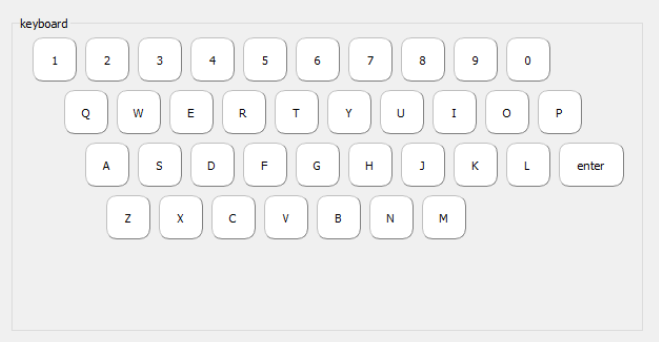 keyboard
1 2 3 4 5 6 7 8 9 0
Q W E R T Y U I O P
A S D F G H J K L enter
Z X C V B N M